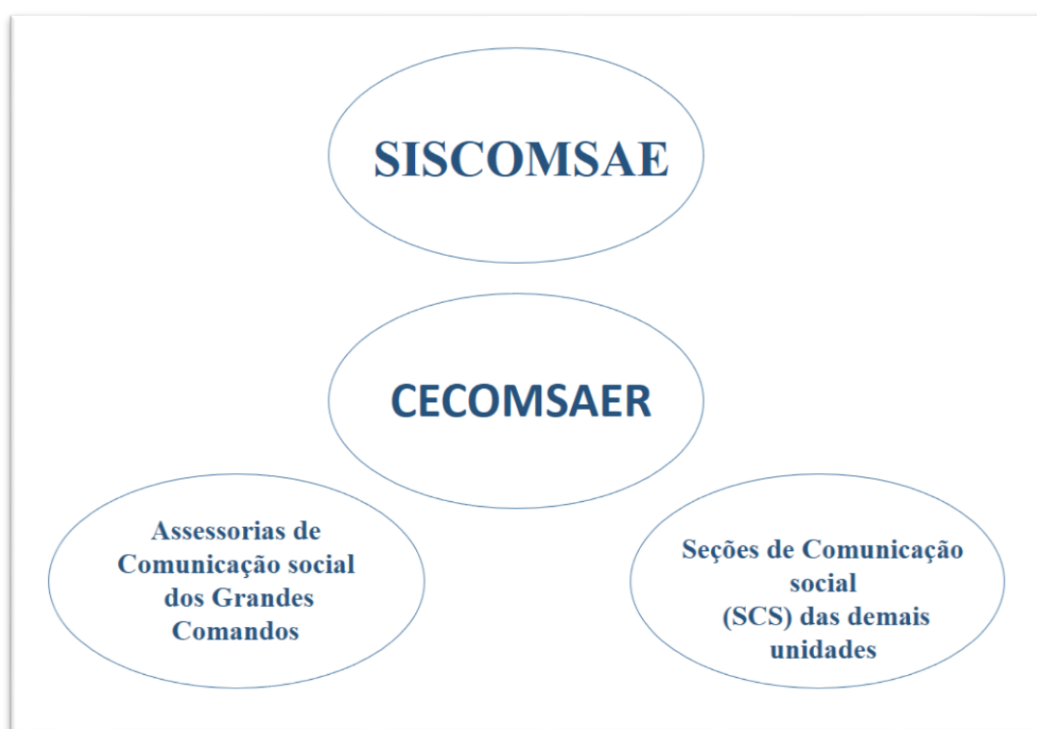 SISCOMSAE
CECOMSAER
Assessorias de
Comunicação social
dos Grandes
Comandos
Seções de Comunicação
social
(SCS) das demais
unidades